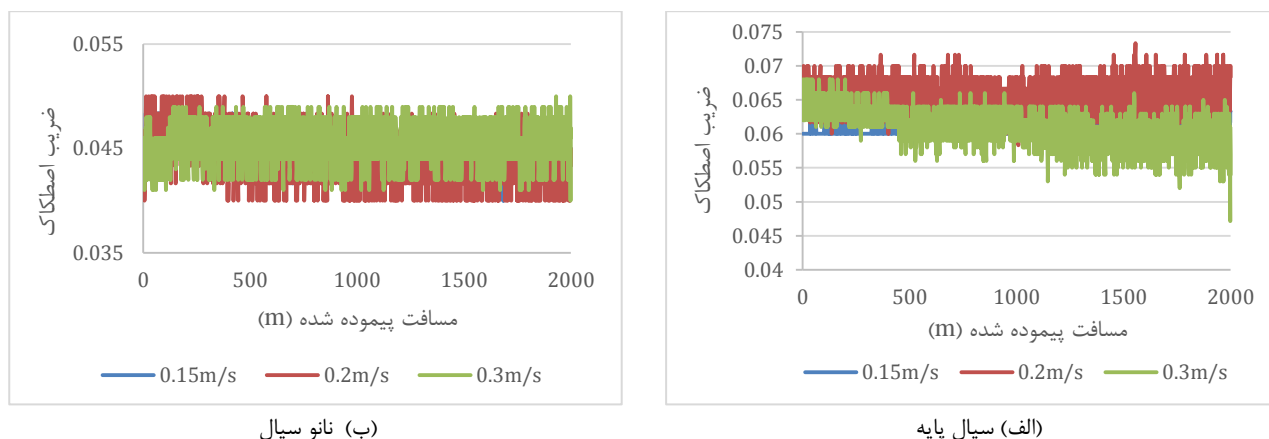 0.075
0.07
0.065
0.06
0.055
0.05
0.045
0.04
ضریب اصطکاک
0 500 1000 1500 2000
مسافت پیموده شده (m)
0.15m/s 0.2m/s 0.3m/s
(الف) سیال پایه
0.055
0.045
0.035
ضریب اصطکاک
0 500 1000 1500 2000
مسافت پیموده شده (m)
0.15m/s 0.2m/s 0.3m/s
(ب) نانو سیال